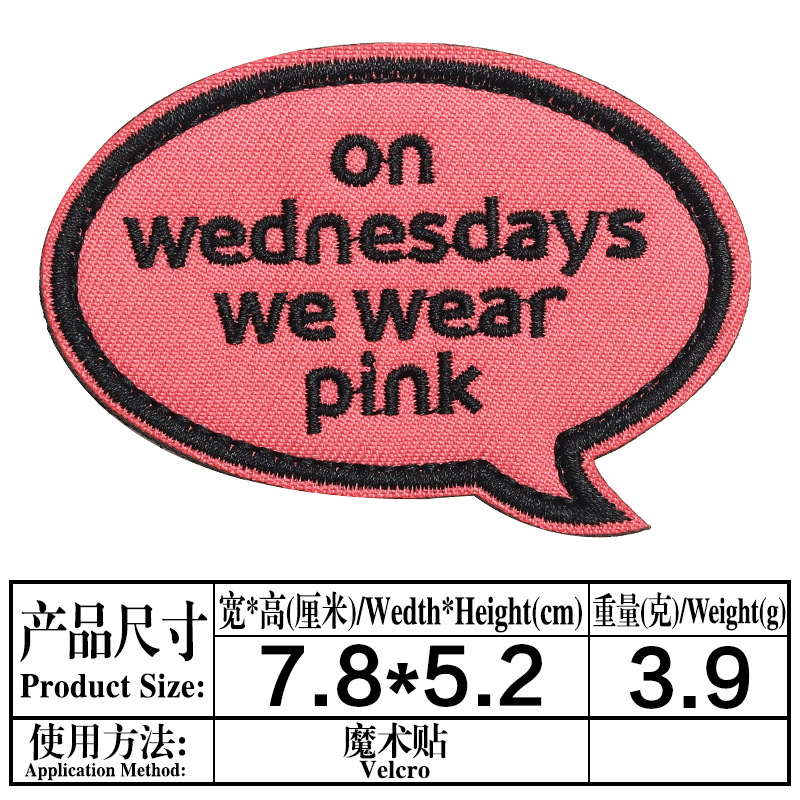 on
wednesdays
we wear
pink
产品尺寸
Product Size:
宽*高(厘米)/Wedth*Height(cm)
7.8*5.2
重量(克)/Weight(g)
3.9
使用方法:
Application Method:
魔术贴
Velcro